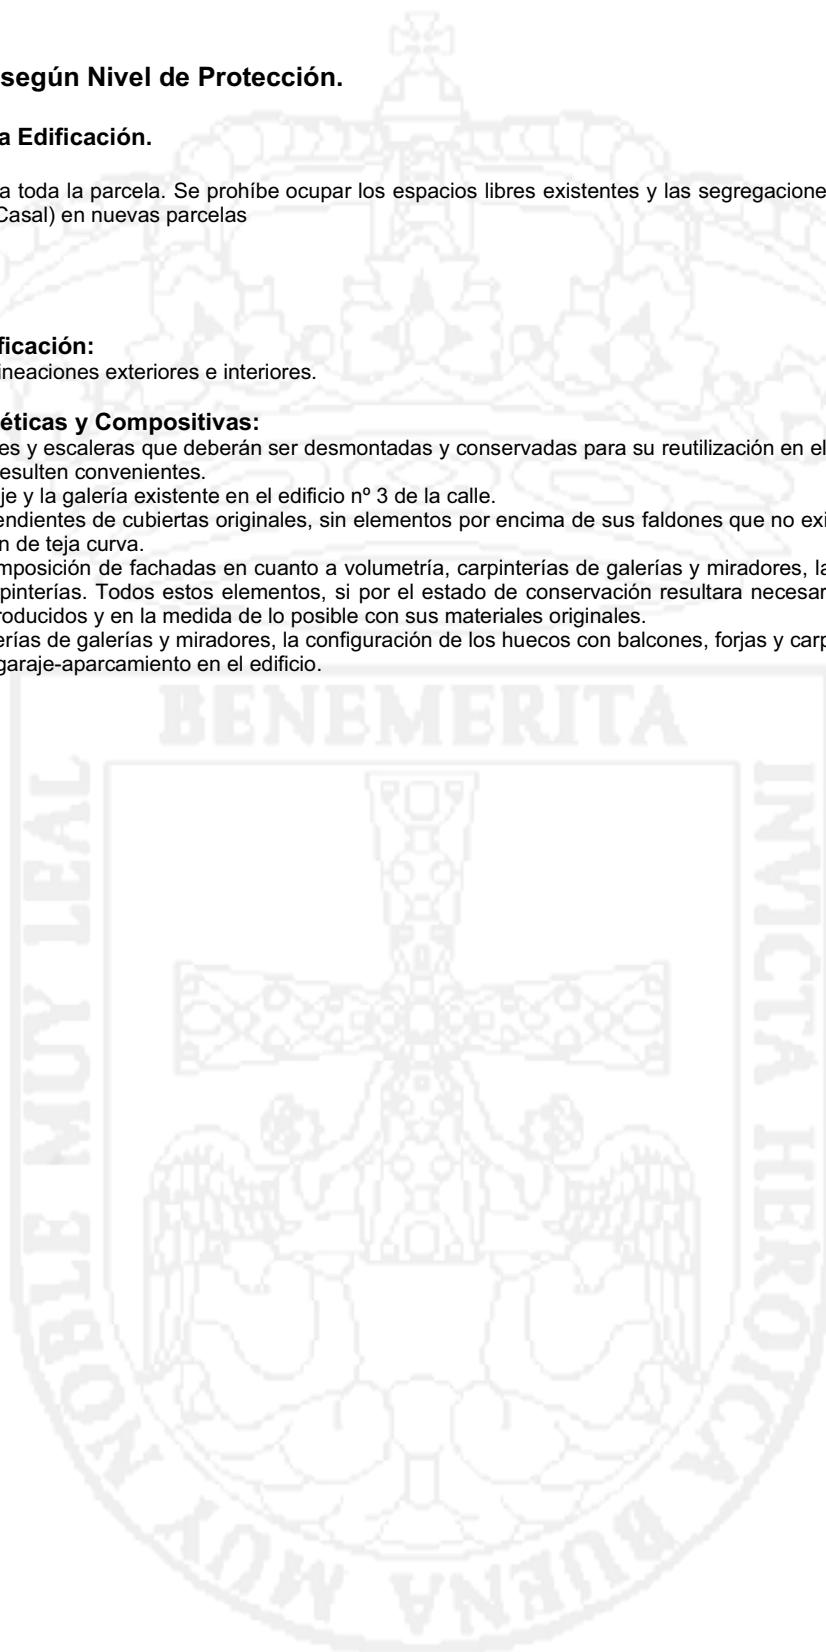 según Nivel de Protección.
a Edificación.
a toda la parcela. Se prohíbe ocupar los espacios libres existentes y las segregacione
Casal) en nuevas parcelas
ficación:
ineaciones exteriores e interiores.
éticas y Compositivas:
es y escaleras que deberán ser desmontadas y conservadas para su reutilización en el
esulten convenientes.
je y la galería existente en el edificio nº 3 de la calle.
endientes de cubiertas originales, sin elementos por encima de sus faldones que no exi
n de teja curva.
mposición de fachadas en cuanto a volumetría, carpinterías de galerías y miradores, la
pinterías. Todos estos elementos, si por el estado de conservación resultara necesar
roducidos y en la medida de lo posible con sus materiales originales.
erías de galerías y miradores, la configuración de los huecos con balcones, forjas y carp
garaje-aparcamiento en el edificio.
BENEMERITA
INVICTA HEROICA BUENA
MUY NOBLE MUY LEAL